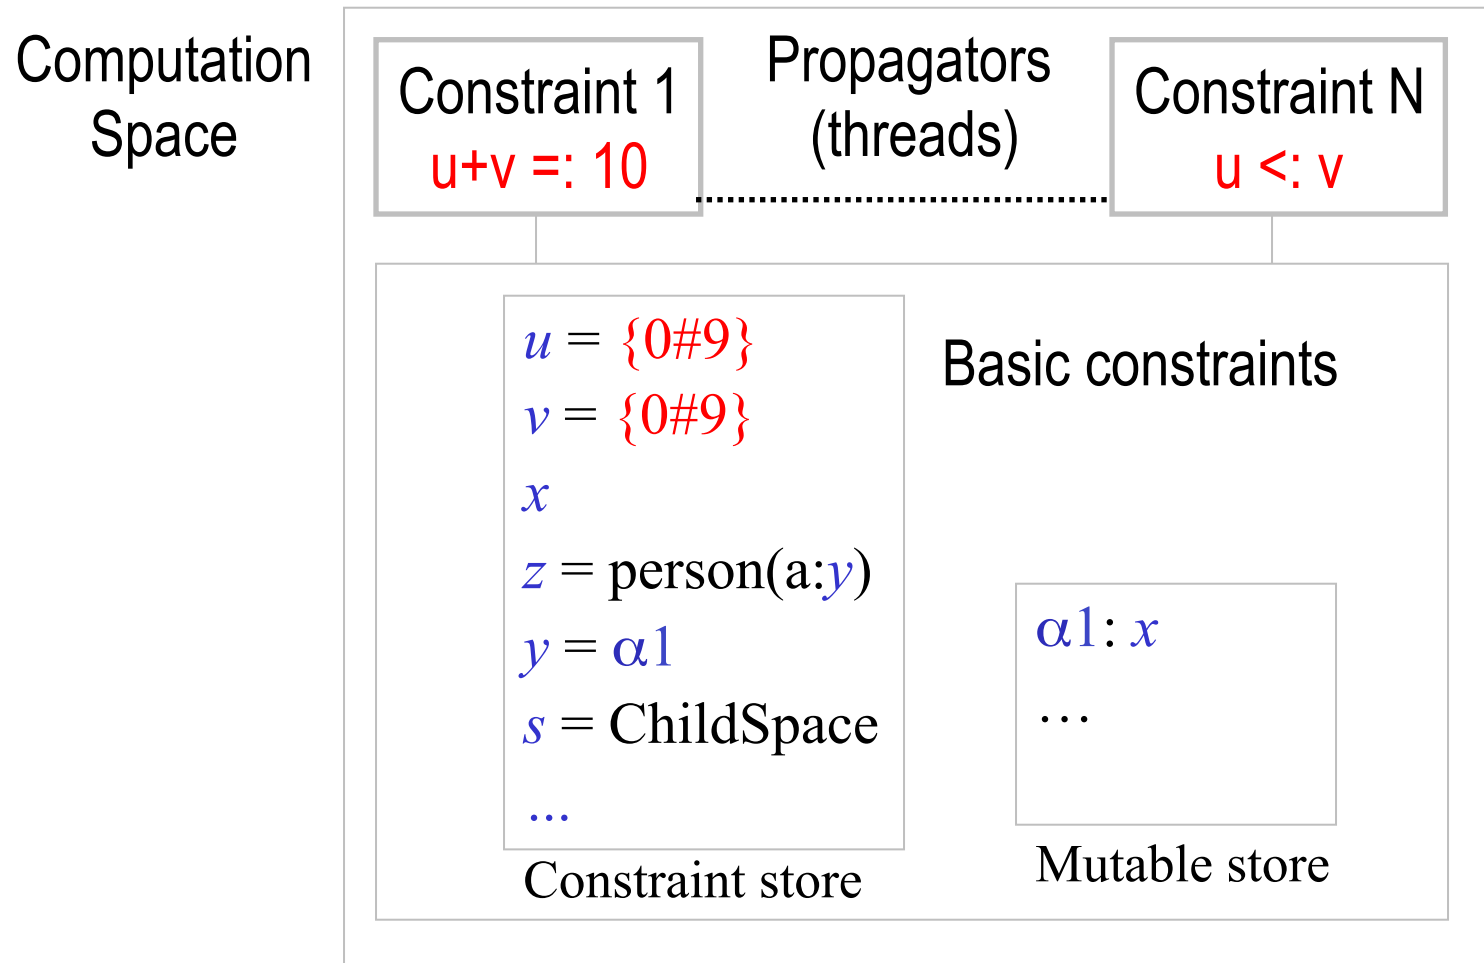 Computation
Space
Constraint 1
u+v =: 10
Propagators
(threads)
Constraint N
u <: v
u = {0#9}
v = {0#9}
x
z = person(a:y)
y = α1
s = ChildSpace
...
Constraint store
Basic constraints
α1: x
…
Mutable store